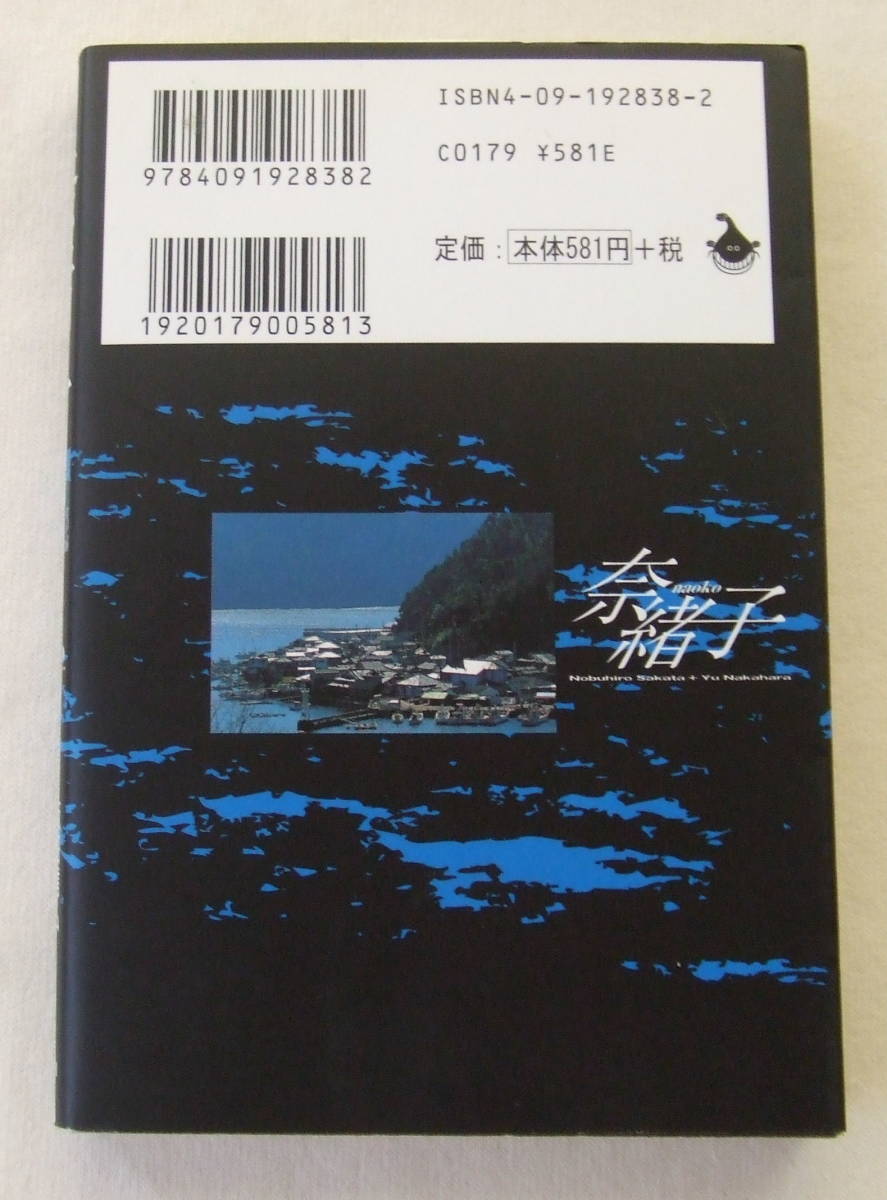 ISBN4-09-192838-2
9784091928382
C0179 ¥581E
定価：本体581円+税
1920179005813
奈緒子
naoko
Nobuhiro Sakata + Yu Nakahara